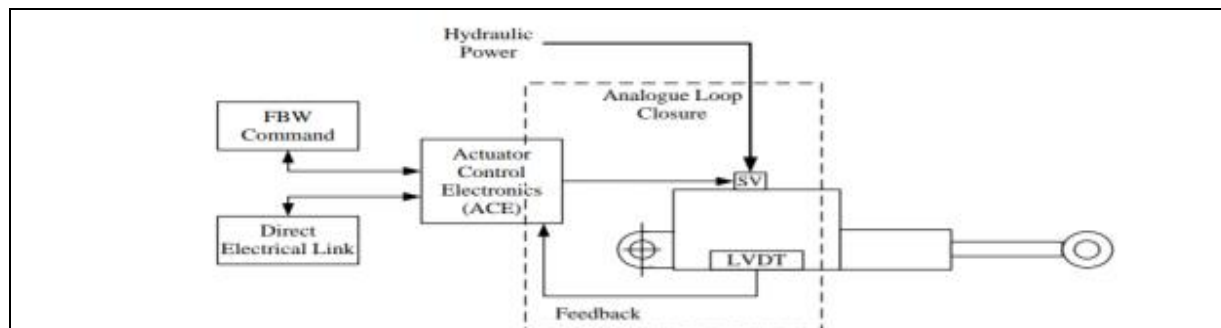 Hydraulic
Power
Analogue Loop
Closure
FBW
Command
Actuator
Control
Electronics
(ACE)
SV
Direct
Electrical Link
LVDT
Feedback